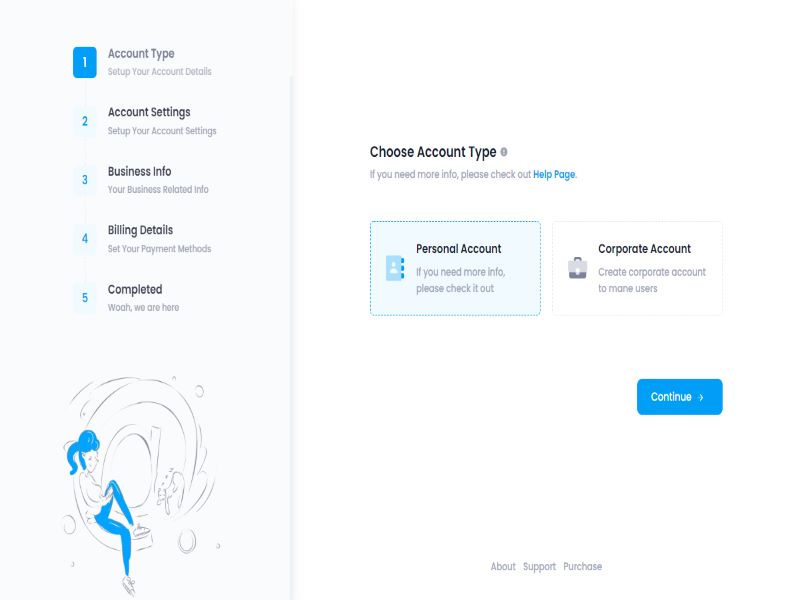 1
Account Type
Setup Your Account Details
2
Account Settings
Setup Your Account Settings
3
Business Info
Your Business Related Info
4
Billing Details
Set Your Payment Methods
5
Completed
Woah, we are here
Choose Account Type
If you need more info, please check out Help Page.
Personal Account
If you need more info,
please check it out
Corporate Account
Create corporate account
to mane users
Continue →
About Support Purchase